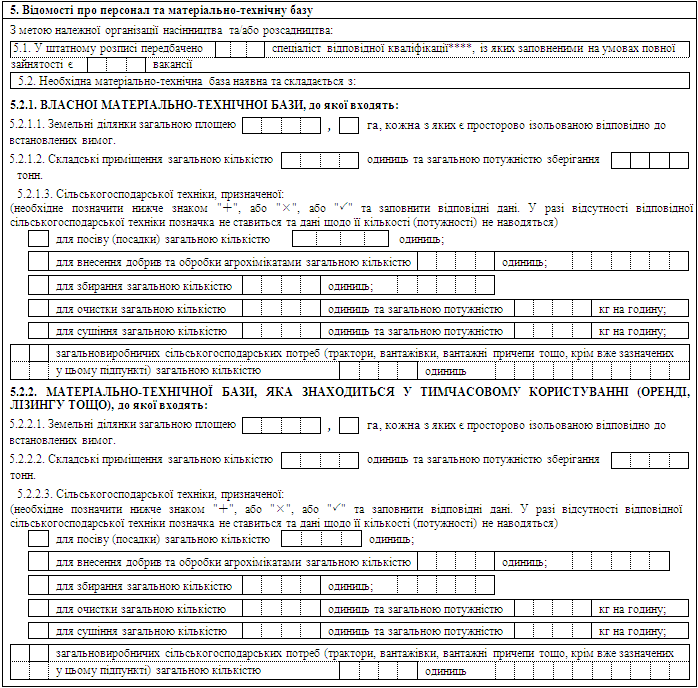 5. Відомості про персонал та матеріально-технічну базу
З метою належної організації насінництва та/або розсадництва:
5.1. У штатному розписі передбачено спеціаліст відповідної кваліфікації****, із яких заповненими на умовах повної
зайнятості є вакансії
5.2. Необхідна матеріально-технічна база наявна та складається з:
5.2.1. ВЛАСНОЇ МАТЕРІАЛЬНО-ТЕХНІЧНОЇ БАЗИ, до якої входять:
5.2.1.1. Земельні ділянки загальною площею , га, кожна з яких є просторово ізольованою відповідно до
встановлених вимог.
5.2.1.2. Складські приміщення загальною кількістю одиниць та загальною потужністю зберігання
тонн.
5.2.1.3. Сільськогосподарської техніки, призначеної:
(необхідне позначити нижче знаком "+", або "×", або "✓" та заповнити відповідні дані. У разі відсутності відповідної
сільськогосподарської техніки позначка не ставиться та дані щодо її кількості (потужності) не наводяться)
для посіву (посадки) загальною кількістю одиниць;
для внесення добрив та обробки агрохімікатами загальною кількістю одиниць;
для збирання загальною кількістю одиниць;
для очистки загальною кількістю одиниць та загальною потужністю кг на годину;
для сушіння загальною кількістю одиниць та загальною потужністю кг на годину;
загальновиробничих сільськогосподарських потреб (трактори, вантажівки, вантажні причепи тощо, крім вже зазначених
у цьому підпункті) загальною кількістю одиниць
5.2.2. МАТЕРІАЛЬНО-ТЕХНІЧНОЇ БАЗИ, ЯКА ЗНАХОДИТЬСЯ У ТИМЧАСОВОМУ КОРИСТУВАННІ (ОРЕНДІ,
ЛІЗИНГУ ТОЩО), до якої входять:
5.2.2.1. Земельні ділянки загальною площею , га, кожна з яких є просторово ізольованою відповідно до
встановлених вимог.
5.2.2.2. Складські приміщення загальною кількістю одиниць та загальною потужністю зберігання
тонн.
5.2.2.3. Сільськогосподарської техніки, призначеної:
(необхідне позначити нижче знаком "+", або "×", або "✓" та заповнити відповідні дані. У разі відсутності відповідної
сільськогосподарської техніки позначка не ставиться та дані щодо її кількості (потужності) не наводяться)
для посіву (посадки) загальною кількістю одиниць;
для внесення добрив та обробки агрохімікатами загальною кількістю одиниць;
для збирання загальною кількістю одиниць;
для очистки загальною кількістю одиниць та загальною потужністю кг на годину;
для сушіння загальною кількістю одиниць та загальною потужністю кг на годину;
загальновиробничих сільськогосподарських потреб (трактори, вантажівки, вантажні причепи тощо, крім вже зазначених
у цьому підпункті) загальною кількістю одиниць